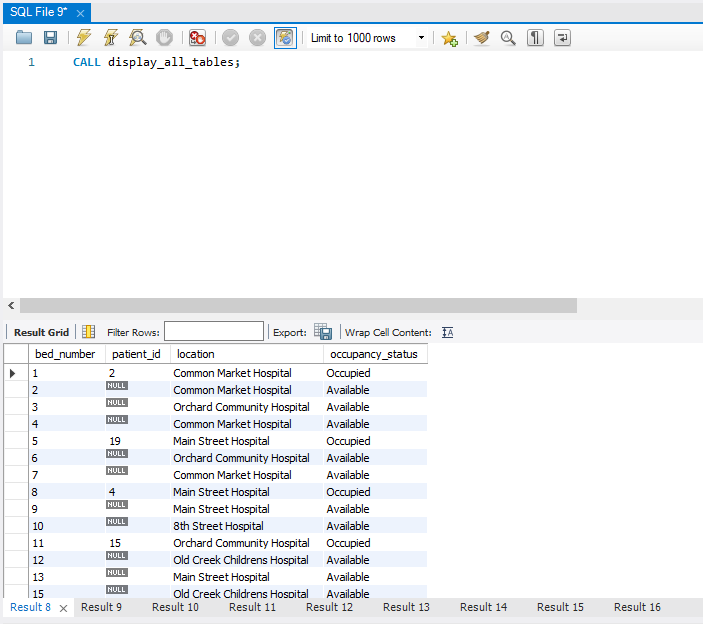 SQL File 9*
Limit to 1000 rows
1 CALL display_all_tables;
Result Grid Filter Rows: Export: Wrap Cell Content:
bed_number patient_id location occupancy_status
1 2 Common Market Hospital Occupied
2 NULL Common Market Hospital Available
3 NULL Orchard Community Hospital Available
4 NULL Common Market Hospital Available
5 19 Main Street Hospital Occupied
6 NULL Orchard Community Hospital Available
7 NULL Common Market Hospital Available
8 4 Main Street Hospital Occupied
9 NULL Main Street Hospital Available
10 NULL 8th Street Hospital Available
11 15 Orchard Community Hospital Occupied
12 NULL Old Creek Childrens Hospital Available
13 NULL Main Street Hospital Available
15 NULL Old Creek Childrens Hospital Available
Result 8 Result 9 Result 10 Result 11 Result 12 Result 13 Result 14 Result 15 Result 16